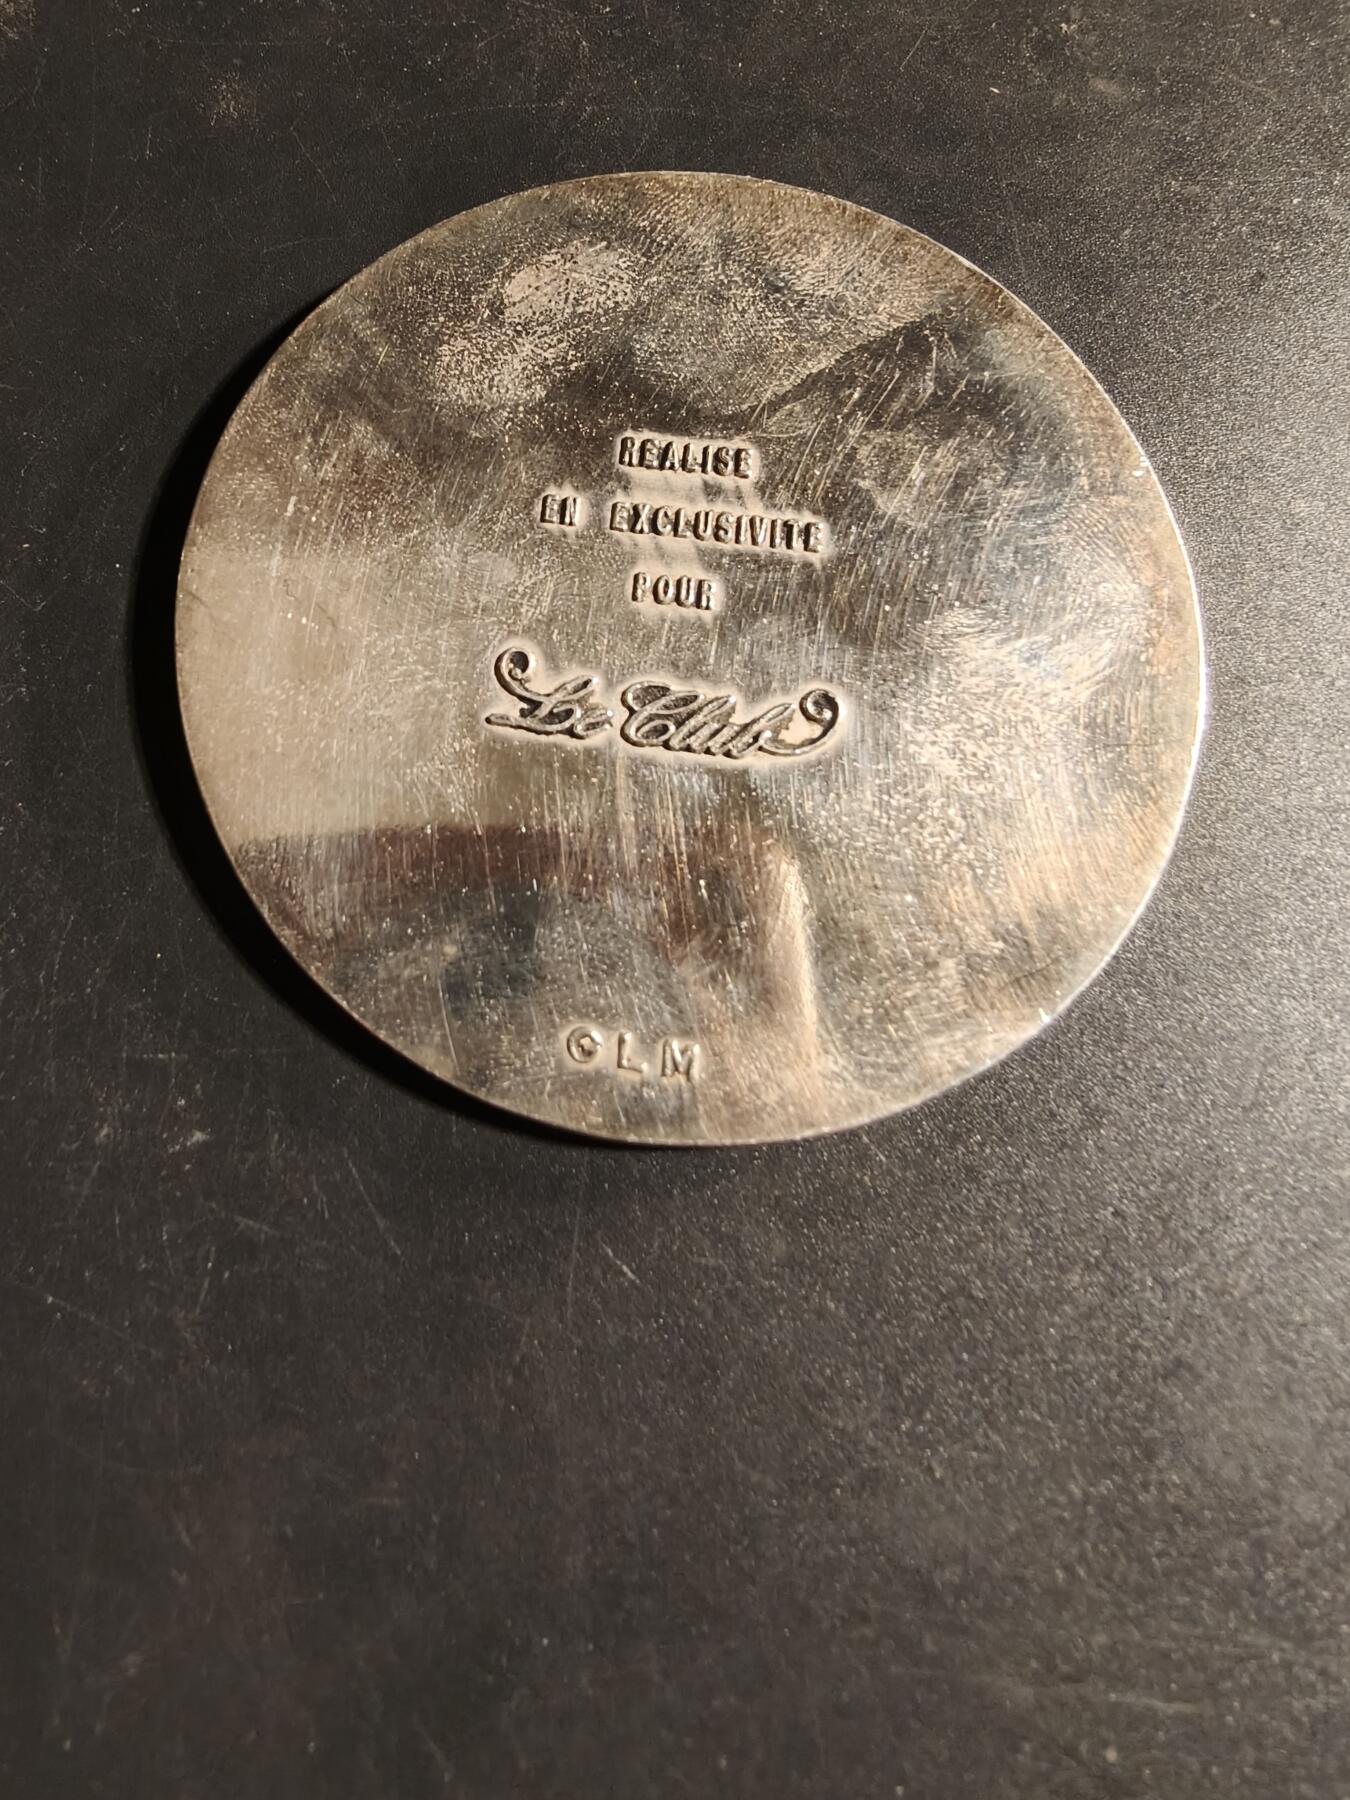 REALISE
EN EXCLUSIVITE
POUR
Le Club
©LM